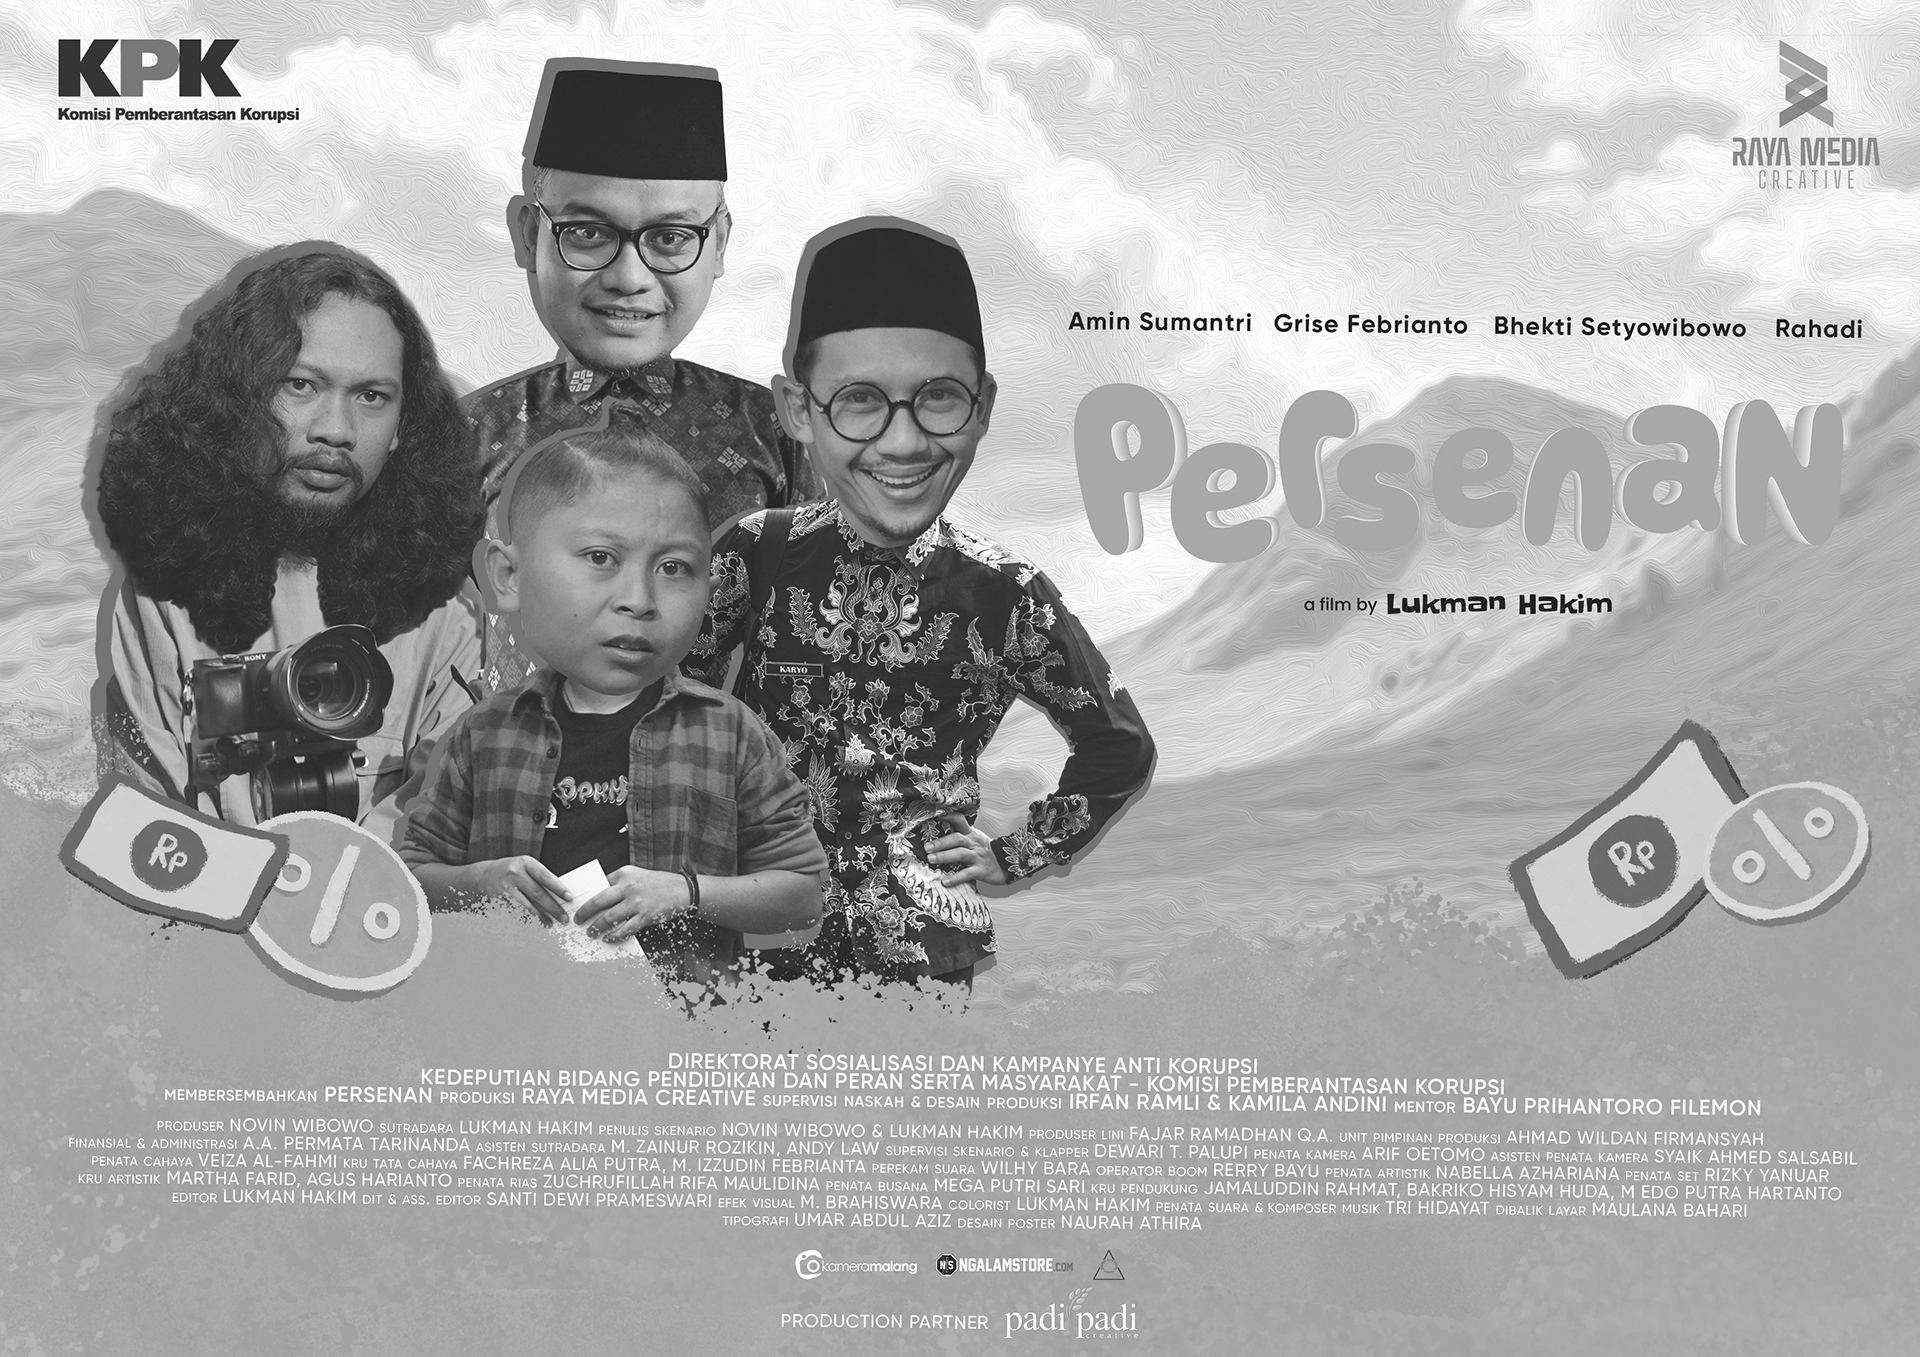 KPK
Komisi Pemberantasan Korupsi
RAYA MEDIA
CREATIVE
Amin Sumantri Grise Febrianto Bhekti Setyowibowo Rahadi
Persenan
a film by Lukman Hakim
SONY
KARYO
PPKM
Rp %
Rp %
DIREKTORAT SOSIALISASI DAN KAMPANYE ANTI KORUPSI
KEDEPUTIAN BIDANG PENDIDIKAN DAN PERAN SERTA MASYARAKAT - KOMISI PEMBERANTASAN KORUPSI
MEMBERSEMBAHKAN PERSENAN PRODUKSI RAYA MEDIA CREATIVE SUPERVISI NASKAH & DESAIN PRODUKSI IRFAN RAMLI & KAMILA ANDINI MENTOR BAYU PRIHANTORO FILEMON
PRODUSER NOVIN WIBOWO SUTRADARA LUKMAN HAKIM PENULIS SKENARIO NOVIN WIBOWO & LUKMAN HAKIM PRODUSER LINI FAJAR RAMADHAN Q.A. UNIT PIMPINAN PRODUKSI AHMAD WILDAN FIRMANSYAH
FINANSIAL & ADMINISTRASI A.A. PERMATA TARINANDA ASISTEN SUTRADARA M. ZAINUR ROZIKIN, ANDY LAW SUPERVISI SKENARIO & KLAPPER DEWARI T. PALUPI PENATA KAMERA ARIF OETOMO ASISTEN PENATA KAMERA SYAIK AHMED SALSABIL
PENATA CAHAYA VEIZA AL-FAHMI KRU TATA CAHAYA FACHREZA ALIA PUTRA, M. IZZUDIN FEBRIANTA PEREKAM SUARA WILHY BARA OPERATOR BOOM RERRY BAYU PENATA ARTISTIK NABELLA AZHARIANA PENATA SET RIZKY YANUAR
KRU ARTISTIK MARTHA FARID, AGUS HARIANTO PENATA RIAS ZUCHRUFILLAH RIFA MAULIDINA PENATA BUSANA MEGA PUTRI SARI KRU PENDUKUNG JAMALUDDIN RAHMAT, BAKRIKO HISYAM HUDA, M EDO PUTRA HARTANTO
EDITOR LUKMAN HAKIM DIT & ASS. EDITOR SANTI DEWI PRAMESWARI EFEK VISUAL M. BRAHISWARA COLORIST LUKMAN HAKIM PENATA SUARA & KOMPOSER MUSIK TRI HIDAYAT DIBALIK LAYAR MAULANA BAHARI
TIPOGRAFI UMAR ABDUL AZIZ DESAIN POSTER NAURAH ATHIRA
kameramalang NS NGALAMSTORE.COM
PRODUCTION PARTNER padi padi
creative